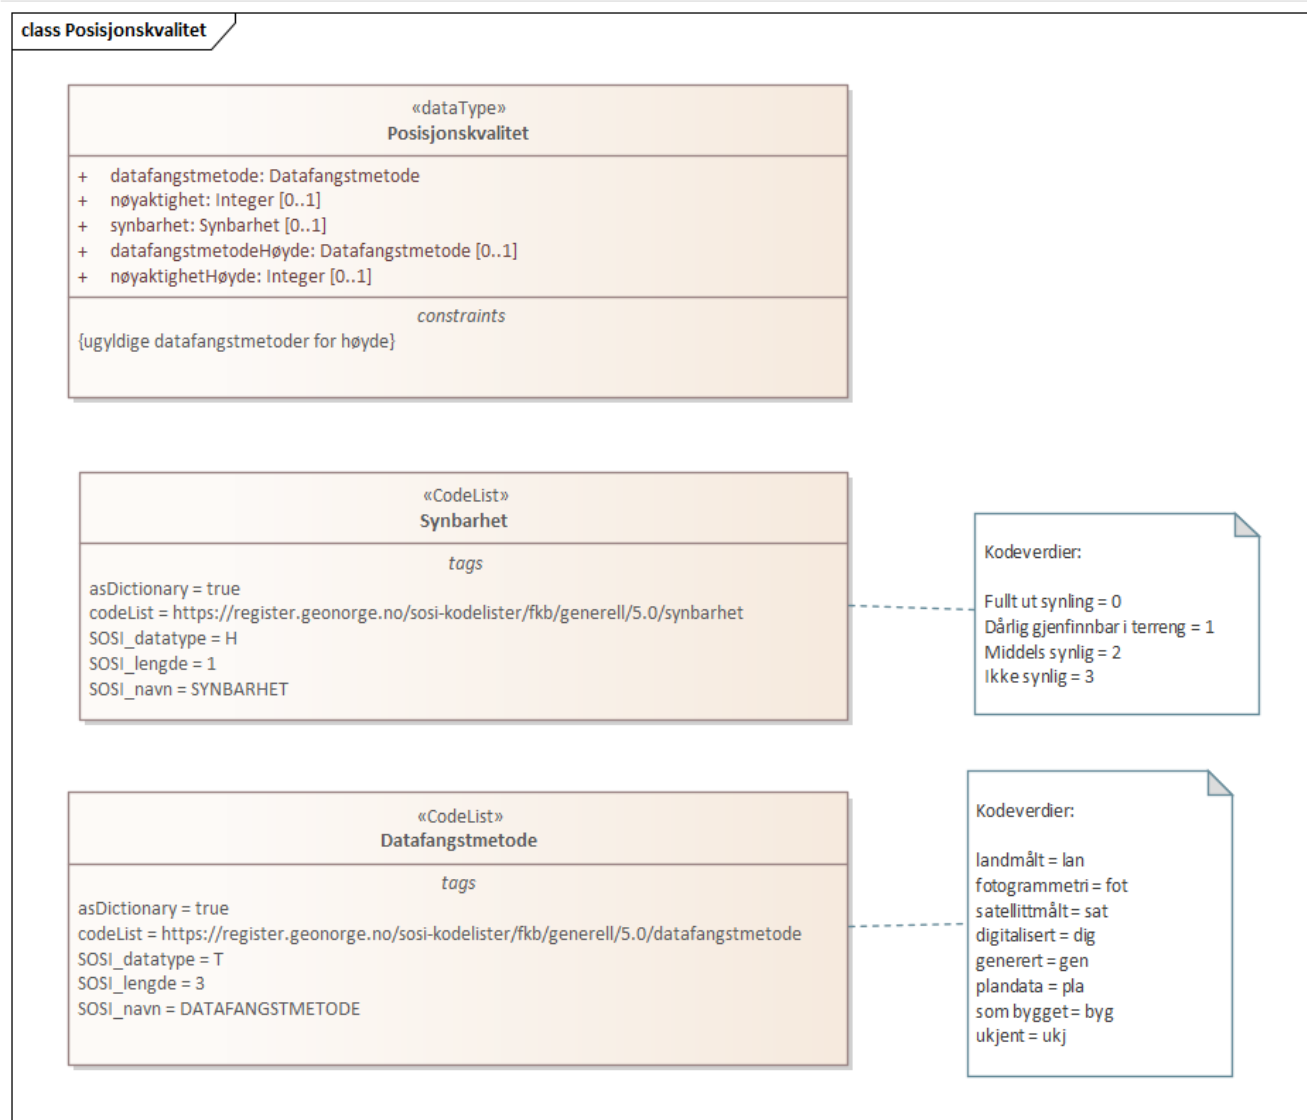 class Posisjonskvalitet
«dataType»
Posisjonskvalitet
+ datafangstmetode: Datafangstmetode
+ nøyaktighet: Integer [0..1]
+ synbarhet: Synbarhet [0..1]
+ datafangstmetodeHøyde: Datafangstmetode [0..1]
+ nøyaktighetHøyde: Integer [0..1]
constraints
{ugyldige datafangstmetoder for høyde}
«CodeList»
Synbarhet
tags
asDictionary = true
codeList = https://register.geonorge.no/sosi-kodelister/fkb/generell/5.0/synbarhet
SOSI_datatype = H
SOSI_lengde = 1
SOSI_navn = SYNBARHET
Kodeverdier:
Fullt ut synling = 0
Dårlig gjenfinnbar i terreng = 1
Middels synlig = 2
Ikke synlig = 3
«CodeList»
Datafangstmetode
tags
asDictionary = true
codeList = https://register.geonorge.no/sosi-kodelister/fkb/generell/5.0/datafangstmetode
SOSI_datatype = T
SOSI_lengde = 3
SOSI_navn = DATAFANGSTMETODE
Kodeverdier:
landmålt = lan
fotogrammetri = fot
satellittmålt = sat
digitalisert = dig
generert = gen
plandata = pla
som bygget = byg
ukjent = ukj